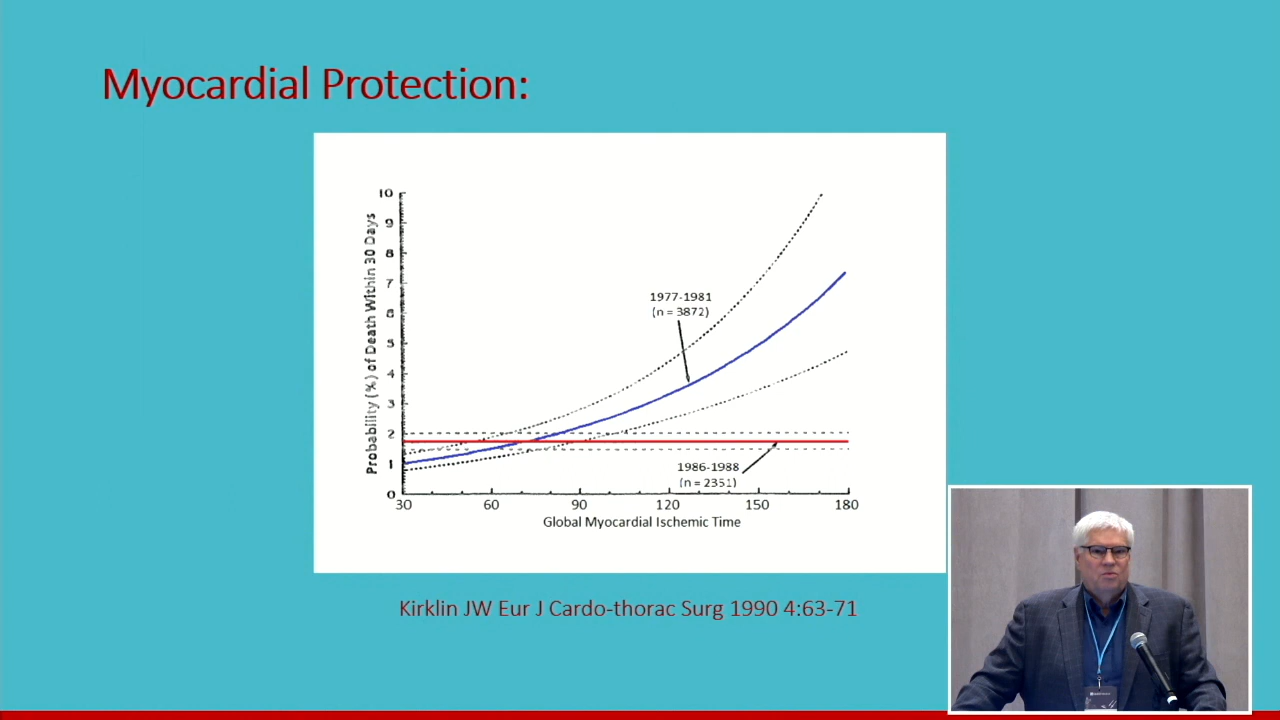 Myocardial Protection:
Probability (%) of Death Within 30 Days
10
9
8
7
6
5
4
3
2
1
0
1977-1981
(n = 3872)
1986-1988
(n = 2351)
30 60 90 120 150 180
Global Myocardial Ischemic Time
Kirklin JW Eur J Cardo-thorac Surg 1990 4:63-71